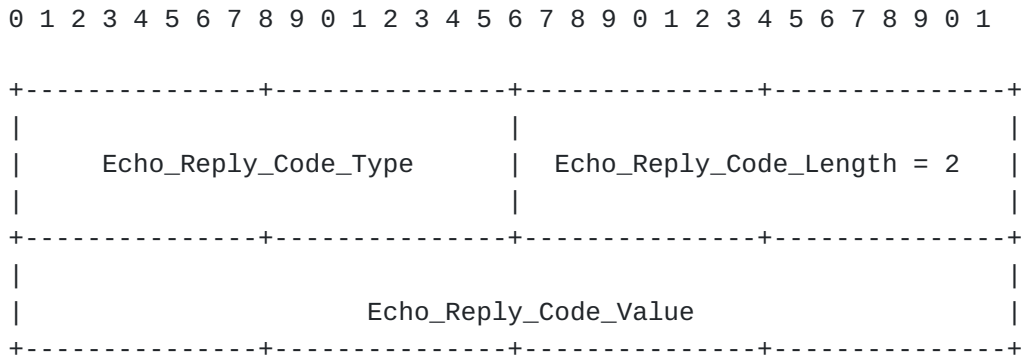 0 1 2 3 4 5 6 7 8 9 0 1 2 3 4 5 6 7 8 9 0 1 2 3 4 5 6 7 8 9 0 1
Echo_Reply_Code_Type Echo_Reply_Code_Length = 2
Echo_Reply_Code_Value